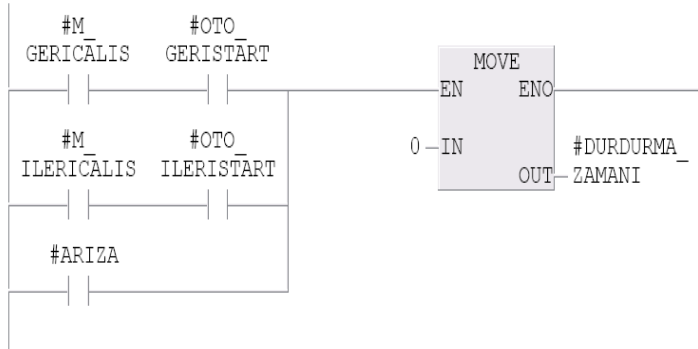 #M_ #OTO_
GERICALIS GERISTART
MOVE
EN ENO
#M_ #OTO_
ILERICALIS ILERISTART
0 IN #DURDURMA_
OUT ZAMANI
#ARIZA